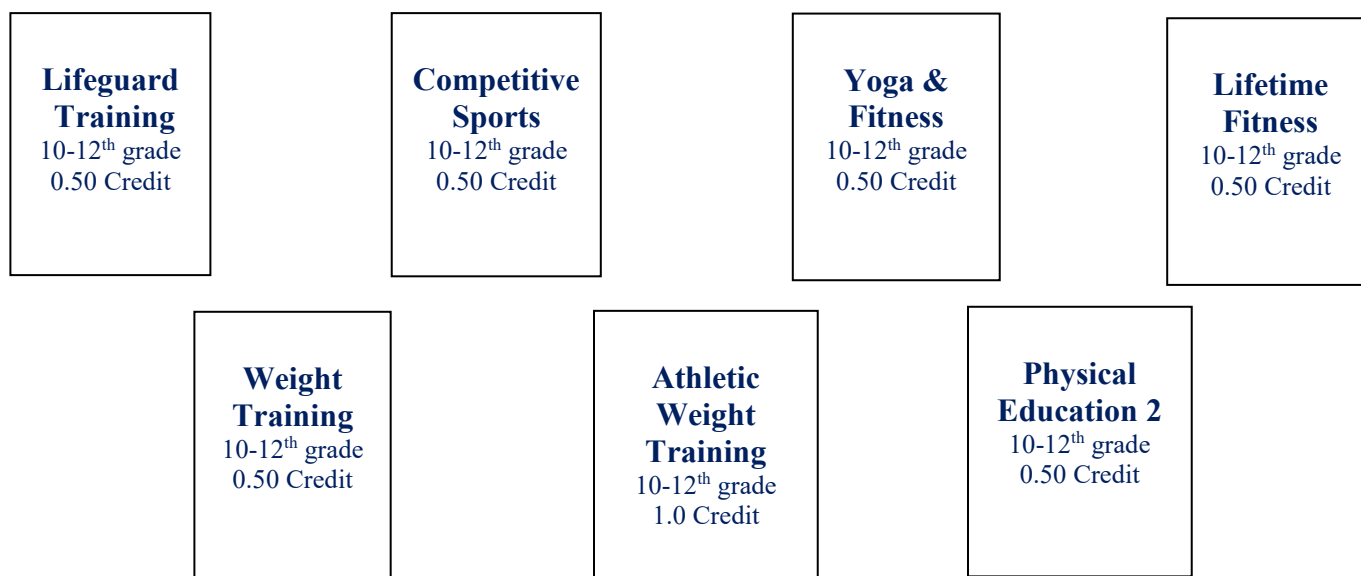 Lifeguard
Training
10-12th grade
0.50 Credit
Competitive
Sports
10-12th grade
0.50 Credit
Yoga &
Fitness
10-12th grade
0.50 Credit
Lifetime
Fitness
10-12th grade
0.50 Credit
Weight
Training
10-12th grade
0.50 Credit
Athletic
Weight
Training
10-12th grade
1.0 Credit
Physical
Education 2
10-12th grade
0.50 Credit